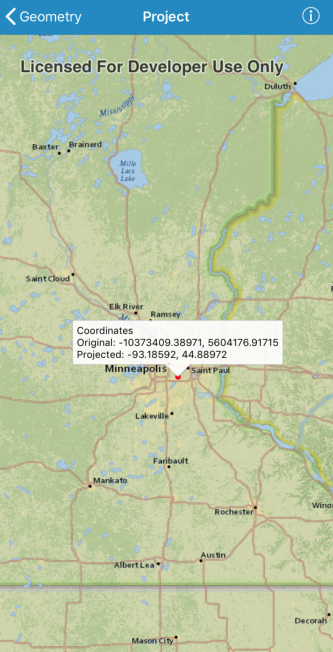 Geometry
Project
Licensed For Developer Use Only
Duluth
Mississippi
Baxter
Brainerd
Mille
Lacs
Lake
Saint Cloud
Elk River
Ramsey
Coordinates
Original: -10373409.38971, 5604176.91715
Projected: -93.18592, 44.88972
Minneapolis
Saint Paul
Lakeville
Faribault
Mankato
Rochester
Wino
Austin
Albert Lea
Decorah
Mason City